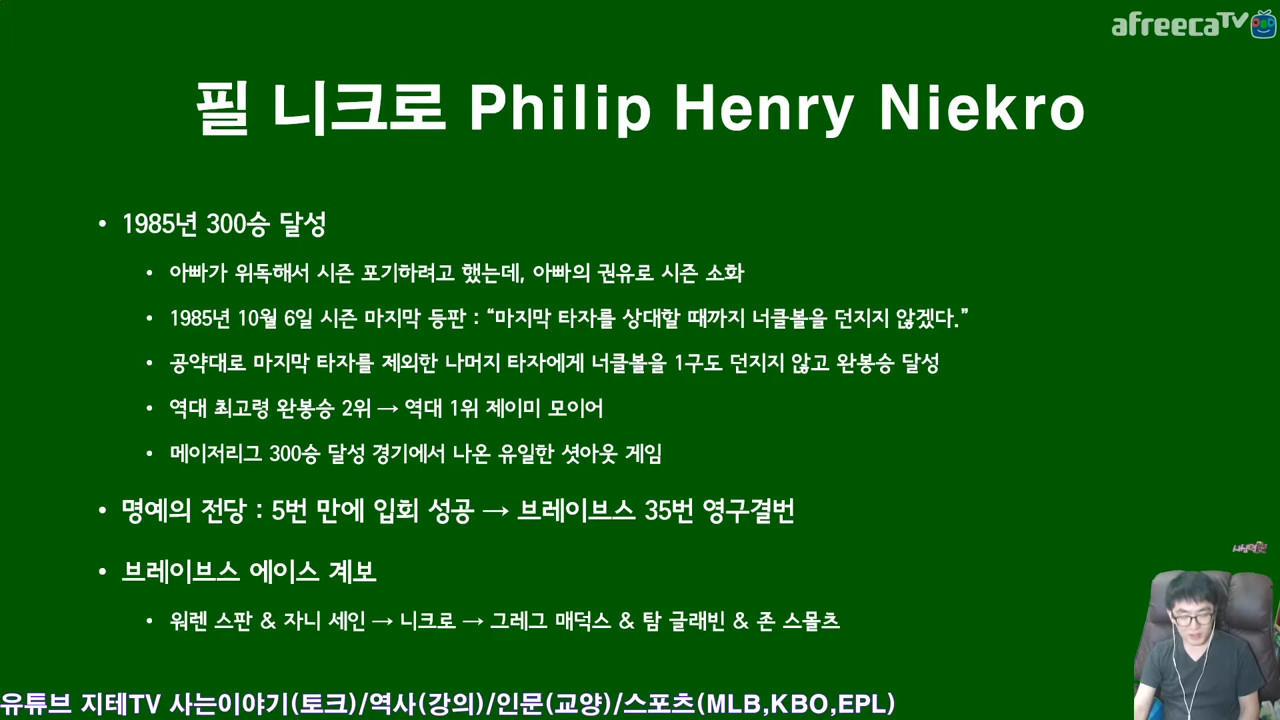 afreecaTV
필 니크로 Philip Henry Niekro
• 1985년 300승 달성
• 아빠가 위독해서 시즌 포기하려고 했는데, 아빠의 권유로 시즌 소화
• 1985년 10월 6일 시즌 마지막 등판 : “마지막 타자를 상대할 때까지 너클볼을 던지지 않겠다.”
• 공약대로 마지막 타자를 제외한 나머지 타자에게 너클볼을 1구도 던지지 않고 완봉승 달성
• 역대 최고령 완봉승 2위 → 역대 1위 제이미 모이어
• 메이저리그 300승 달성 경기에서 나온 유일한 셧아웃 게임
• 명예의 전당 : 5번 만에 입회 성공 → 브레이브스 35번 영구결번
• 브레이브스 에이스 계보
• 워렌 스판 & 자니 세인 → 니크로 → 그레그 매덕스 & 탐 글래빈 & 존 스몰츠
유튜브 지테TV 사는이야기(토크)/역사(강의)/인문(교양)/스포츠(MLB,KBO,EPL)